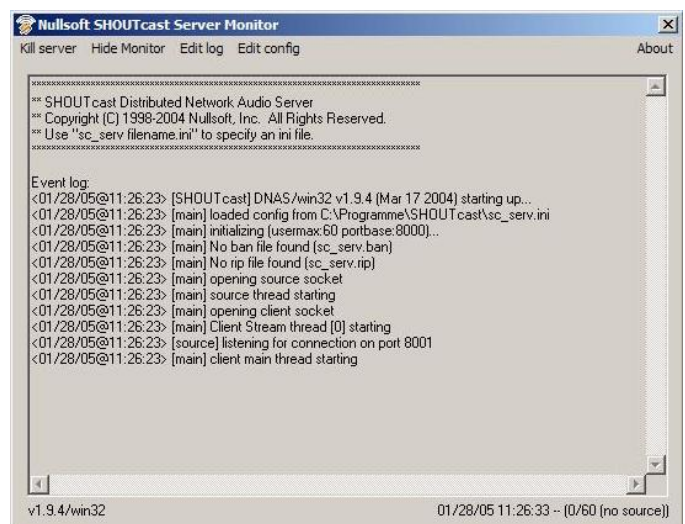 Nullsoft SHOUTcast Server Monitor
Kill server Hide Monitor Edit log Edit config About
*******************************************************************************
** SHOUTcast Distributed Network Audio Server
** Copyright (C) 1998-2004 Nullsoft, Inc. All Rights Reserved.
** Use "sc_serv filename.ini" to specify an ini file.
*******************************************************************************
Event log:
<01/28/05@11:26:23> [SHOUTcast] DNAS/win32 v1.9.4 (Mar 17 2004) starting up...
<01/28/05@11:26:23> [main] loaded config from C:\Programme\SHOUTcast\sc_serv.ini
<01/28/05@11:26:23> [main] initializing (usermax:60 portbase:8000)...
<01/28/05@11:26:23> [main] No ban file found (sc_serv.ban)
<01/28/05@11:26:23> [main] No rip file found (sc_serv.rip)
<01/28/05@11:26:23> [main] opening source socket
<01/28/05@11:26:23> [main] source thread starting
<01/28/05@11:26:23> [main] opening client socket
<01/28/05@11:26:23> [main] Client Stream thread [0] starting
<01/28/05@11:26:23> [source] listening for connection on port 8001
<01/28/05@11:26:23> [main] client main thread starting
v1.9.4/win32 01/28/05 11:26:33 -- (0/60 (no source))